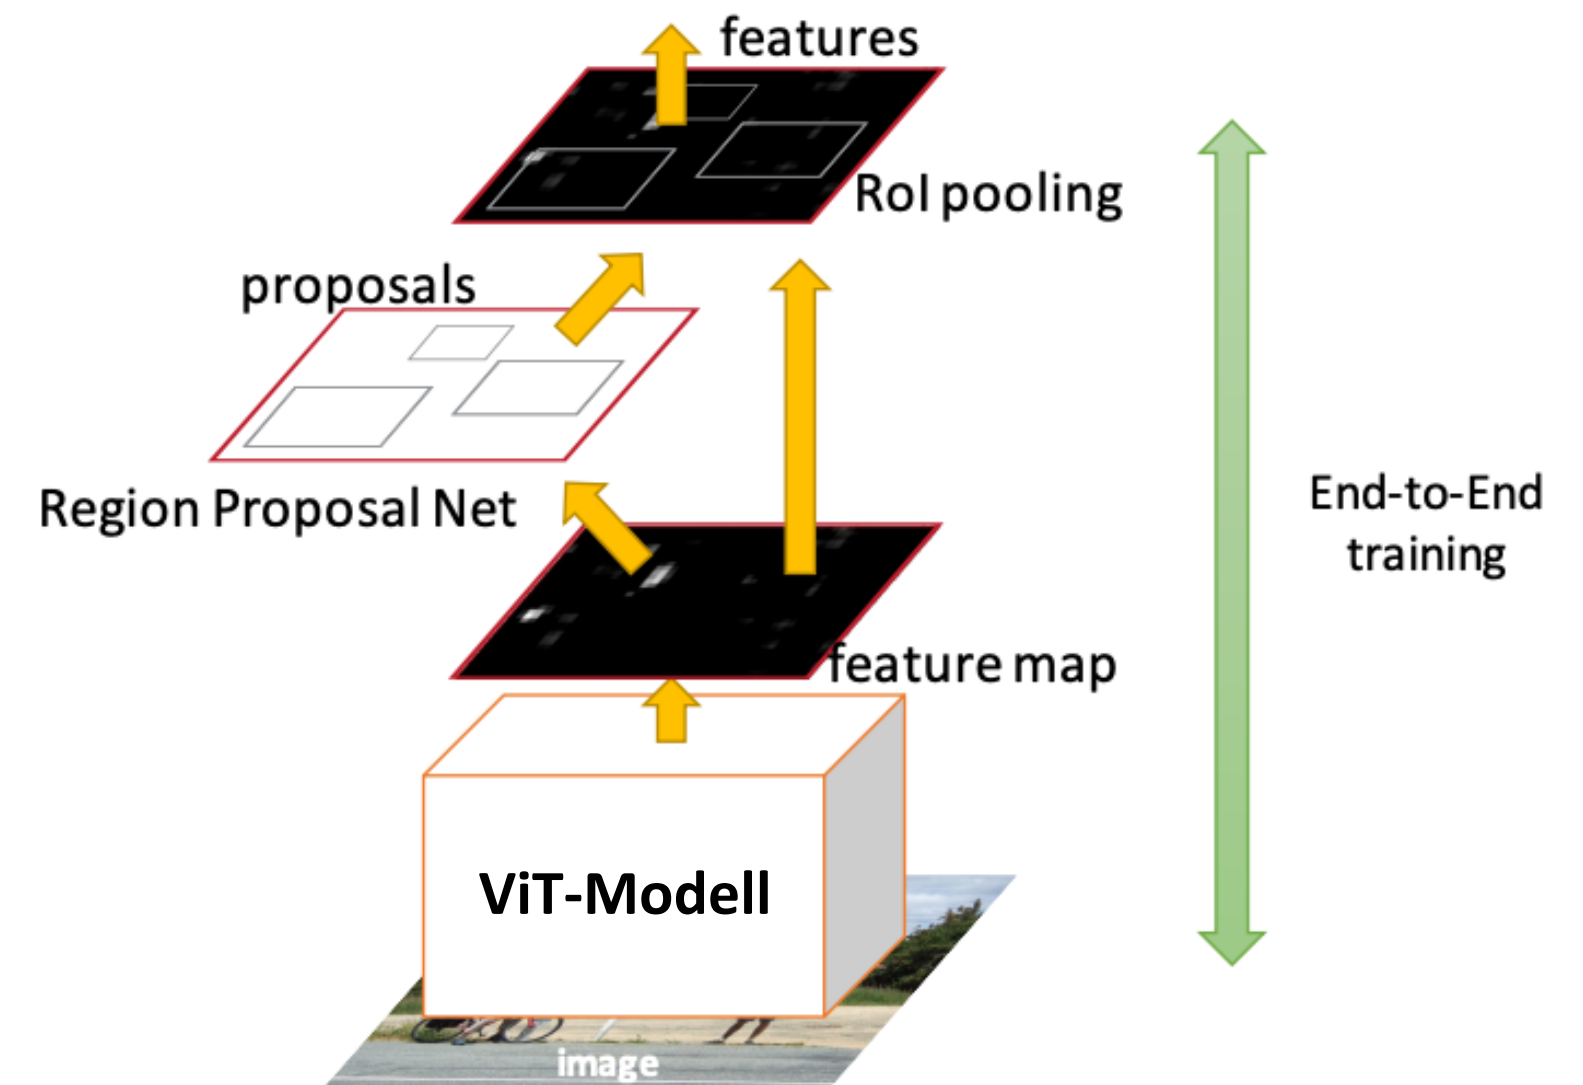 features
RoI pooling
proposals
Region Proposal Net
End-to-End
training
feature map
ViT-Modell
image